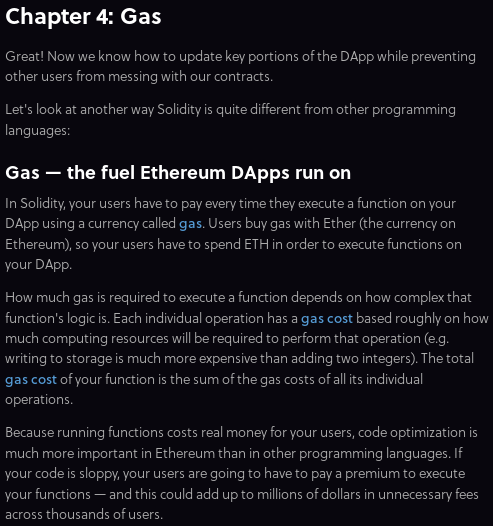 Chapter 4: Gas
Great! Now we know how to update key portions of the DApp while preventing
other users from messing with our contracts.
Let's look at another way Solidity is quite different from other programming
languages:
Gas — the fuel Ethereum DApps run on
In Solidity, your users have to pay every time they execute a function on your
DApp using a currency called gas. Users buy gas with Ether (the currency on
Ethereum), so your users have to spend ETH in order to execute functions on
your DApp.
How much gas is required to execute a function depends on how complex that
function's logic is. Each individual operation has a gas cost based roughly on how
much computing resources will be required to perform that operation (e.g.
writing to storage is much more expensive than adding two integers). The total
gas cost of your function is the sum of the gas costs of all its individual
operations.
Because running functions costs real money for your users, code optimization is
much more important in Ethereum than in other programming languages. If
your code is sloppy, your users are going to have to pay a premium to execute
your functions — and this could add up to millions of dollars in unnecessary fees
across thousands of users.